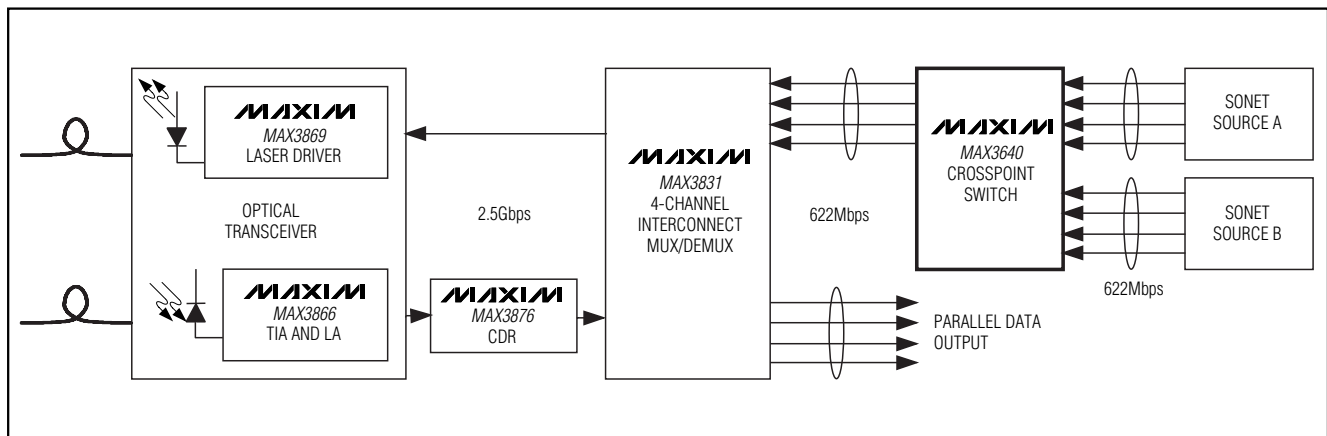 MAXIM
MAX3869
LASER DRIVER
OPTICAL
TRANSCEIVER
MAXIM
MAX3866
TIA AND LA
2.5Gbps
MAXIM
MAX3876
CDR
MAXIM
MAX3831
4-CHANNEL
INTERCONNECT
MUX/DEMUX
622Mbps
PARALLEL DATA
OUTPUT
MAXIM
MAX3640
CROSSPOINT
SWITCH
SONET
SOURCE A
SONET
SOURCE B
622Mbps